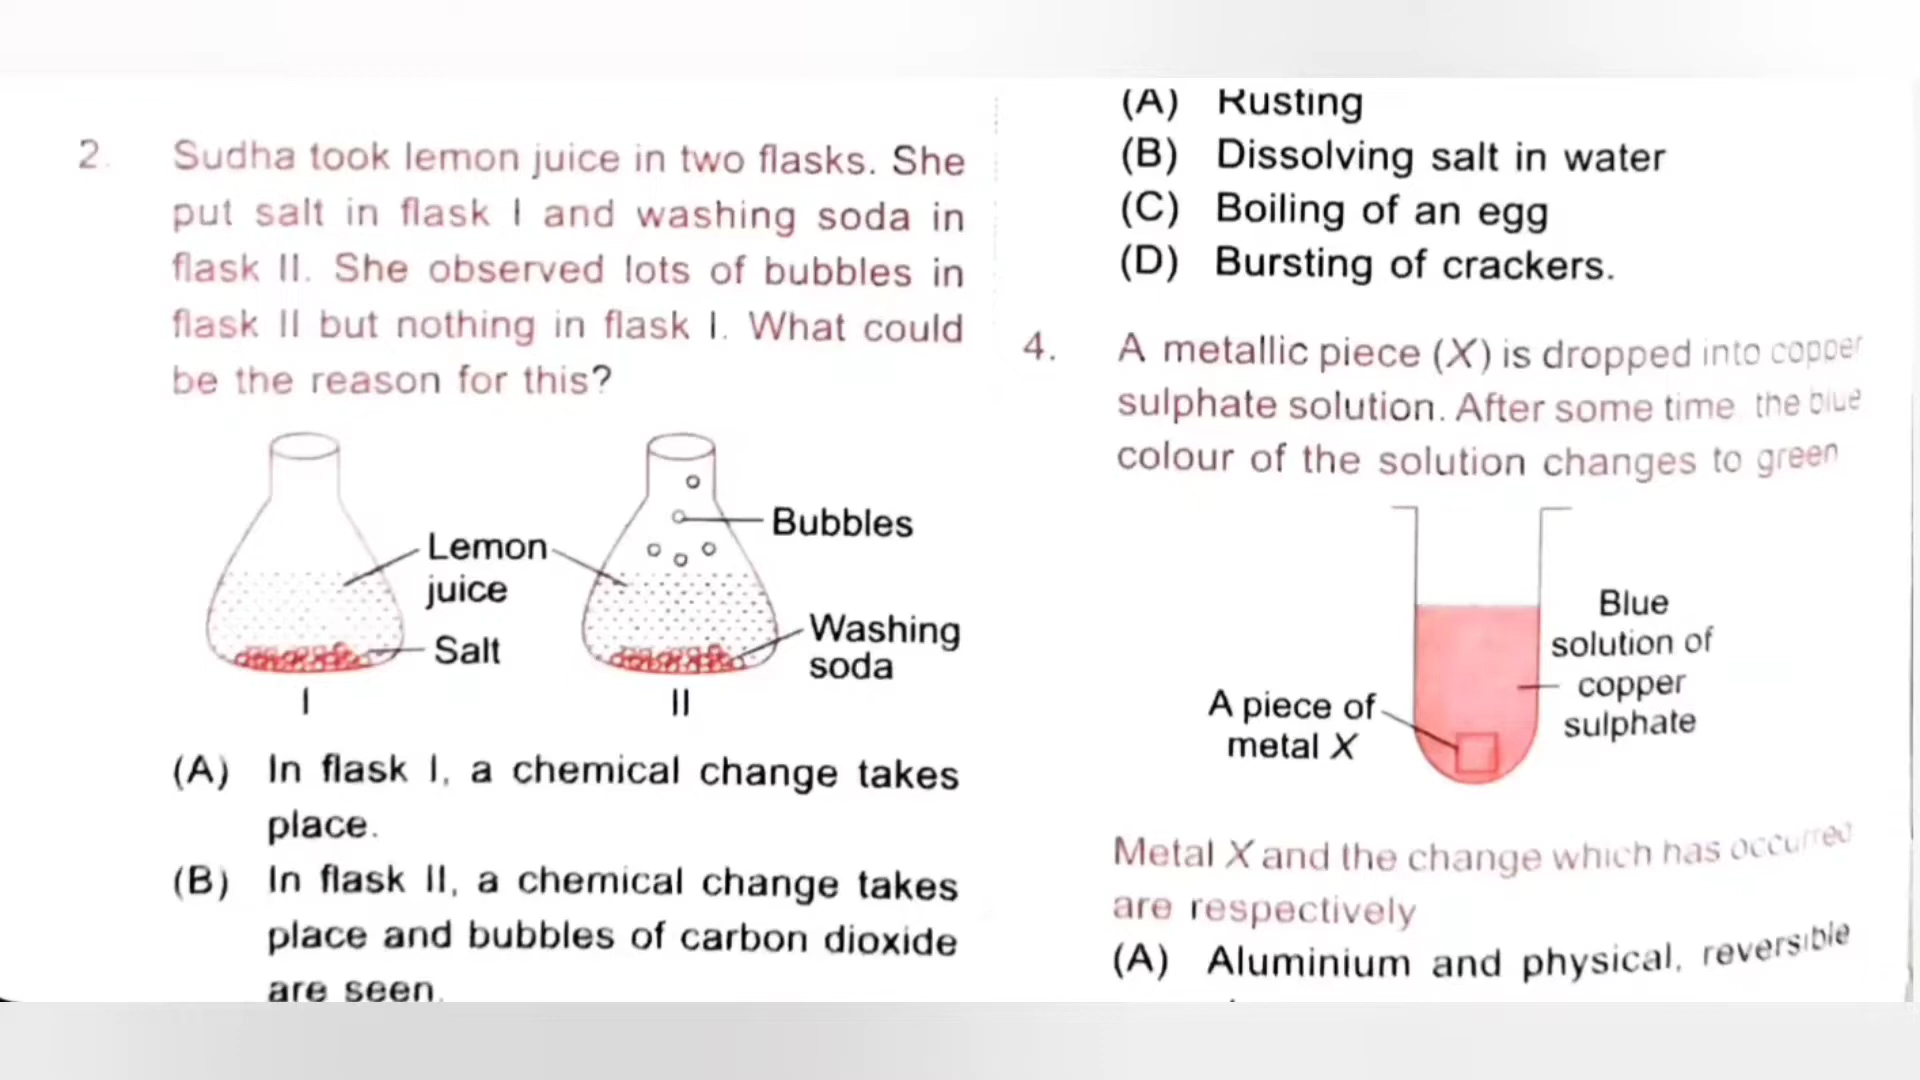 2. Sudha took lemon juice in two flasks. She
put salt in flask I and washing soda in
flask II. She observed lots of bubbles in
flask II but nothing in flask I. What could
be the reason for this?
Bubbles
Lemon
juice
Salt
Washing
soda
I
II
(A) In flask I, a chemical change takes
place.
(B) In flask II, a chemical change takes
place and bubbles of carbon dioxide
are seen.
(A) Rusting
(B) Dissolving salt in water
(C) Boiling of an egg
(D) Bursting of crackers.
4. A metallic piece (X) is dropped into copper
sulphate solution. After some time the blue
colour of the solution changes to green
Blue
solution of
copper
sulphate
A piece of
metal X
Metal X and the change which has occurred
are respectively
(A) Aluminium and physical, reversible